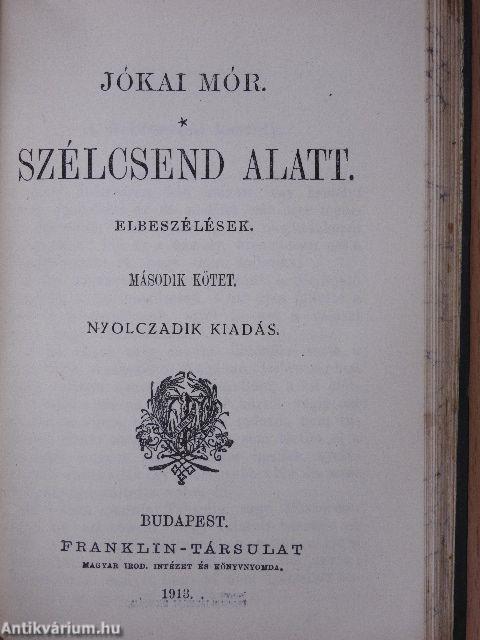 JÓKAI MÓR.
*
SZÉLCSEND ALATT.
ELBESZÉLÉSEK.
MÁSODIK KÖTET.
NYOLCZADIK KIADÁS.
BUDAPEST.
FRANKLIN-TÁRSULAT
MAGYAR IROD. INTÉZET ÉS KÖNYVNYOMDA.
1913.
Antikvárium.hu